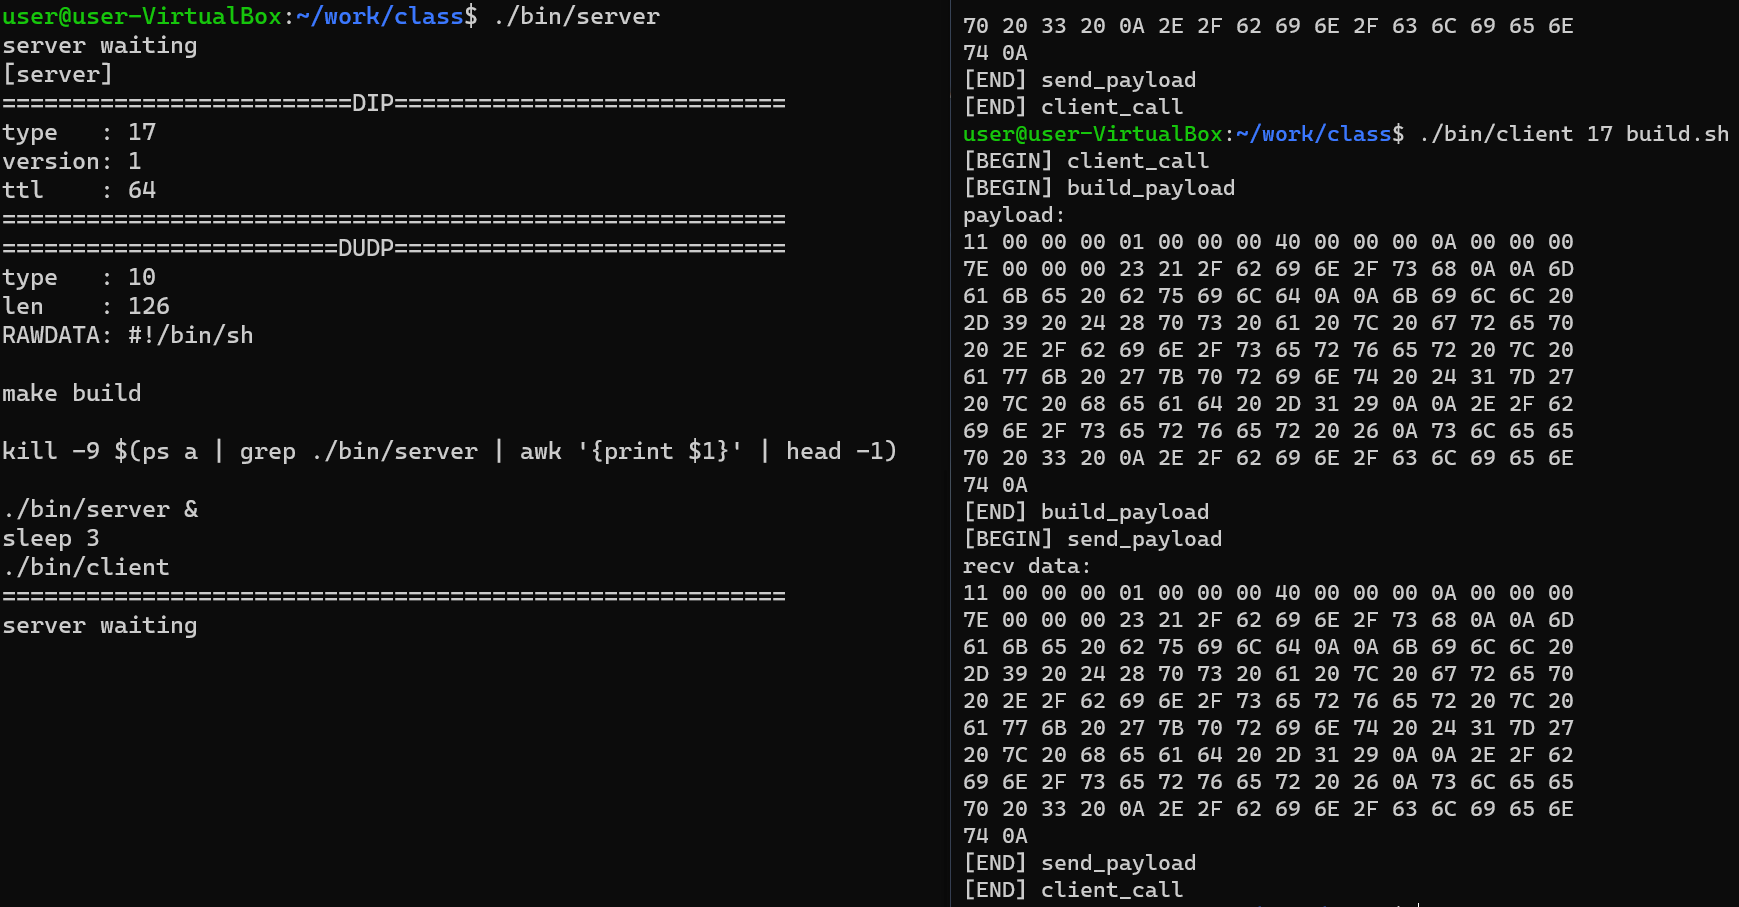 user@user-VirtualBox:~/work/class$ ./bin/server
server waiting
[server]
===========================DIP============================
type   : 17
version: 1
ttl    : 64
========================================================
========================DUDP============================
type   : 10
len    : 126
RAWDATA: #!/bin/sh

make build

kill -9 $(ps a | grep ./bin/server | awk '{print $1}' | head -1)

./bin/server &
sleep 3
./bin/client
========================================================
server waiting
70 20 33 20 0A 2E 2F 62 69 6E 2F 63 6C 69 65 6E
74 0A
[END] send_payload
[END] client_call
user@user-VirtualBox:~/work/class$ ./bin/client 17 build.sh
[BEGIN] client_call
[BEGIN] build_payload
payload:
11 00 00 00 01 00 00 00 40 00 00 00 0A 00 00 00
7E 00 00 00 23 21 2F 62 69 6E 2F 73 68 0A 0A 6D
61 6B 65 20 62 75 69 6C 64 0A 0A 6B 69 6C 6C 20
2D 39 20 24 28 70 73 20 61 20 7C 20 67 72 65 70
20 2E 2F 62 69 6E 2F 73 65 72 76 65 72 20 7C 20
61 77 6B 20 27 7B 70 72 69 6E 74 20 24 31 7D 27
20 7C 20 68 65 61 64 20 2D 31 29 0A 0A 2E 2F 62
69 6E 2F 73 65 72 76 65 72 20 26 0A 73 6C 65 65
70 20 33 20 0A 2E 2F 62 69 6E 2F 63 6C 69 65 6E
74 0A
[END] build_payload
[BEGIN] send_payload
recv data:
11 00 00 00 01 00 00 00 40 00 00 00 0A 00 00 00
7E 00 00 00 23 21 2F 62 69 6E 2F 73 68 0A 0A 6D
61 6B 65 20 62 75 69 6C 64 0A 0A 6B 69 6C 6C 20
2D 39 20 24 28 70 73 20 61 20 7C 20 67 72 65 70
20 2E 2F 62 69 6E 2F 73 65 72 76 65 72 20 7C 20
61 77 6B 20 27 7B 70 72 69 6E 74 20 24 31 7D 27
20 7C 20 68 65 61 64 20 2D 31 29 0A 0A 2E 2F 62
69 6E 2F 73 65 72 76 65 72 20 26 0A 73 6C 65 65
70 20 33 20 0A 2E 2F 62 69 6E 2F 63 6C 69 65 6E
74 0A
[END] send_payload
[END] client_call